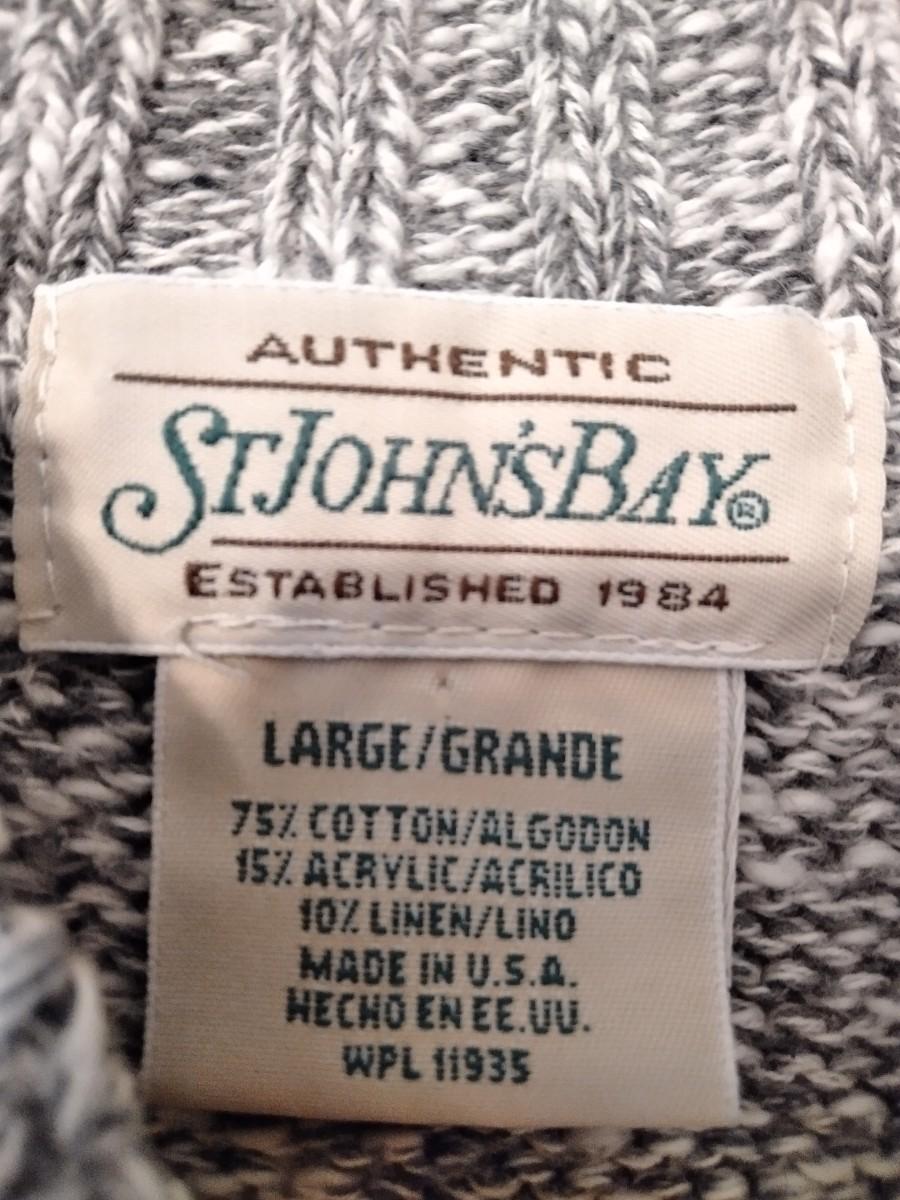 AUTHENTIC
ST JOHN'S BAY®
ESTABLISHED 1984
LARGE/GRANDE
75% COTTON/ALGODON
15% ACRYLIC/ACRILICO
10% LINEN/LINO
MADE IN U.S.A.
HECHO EN EE.UU.
WPL 11935